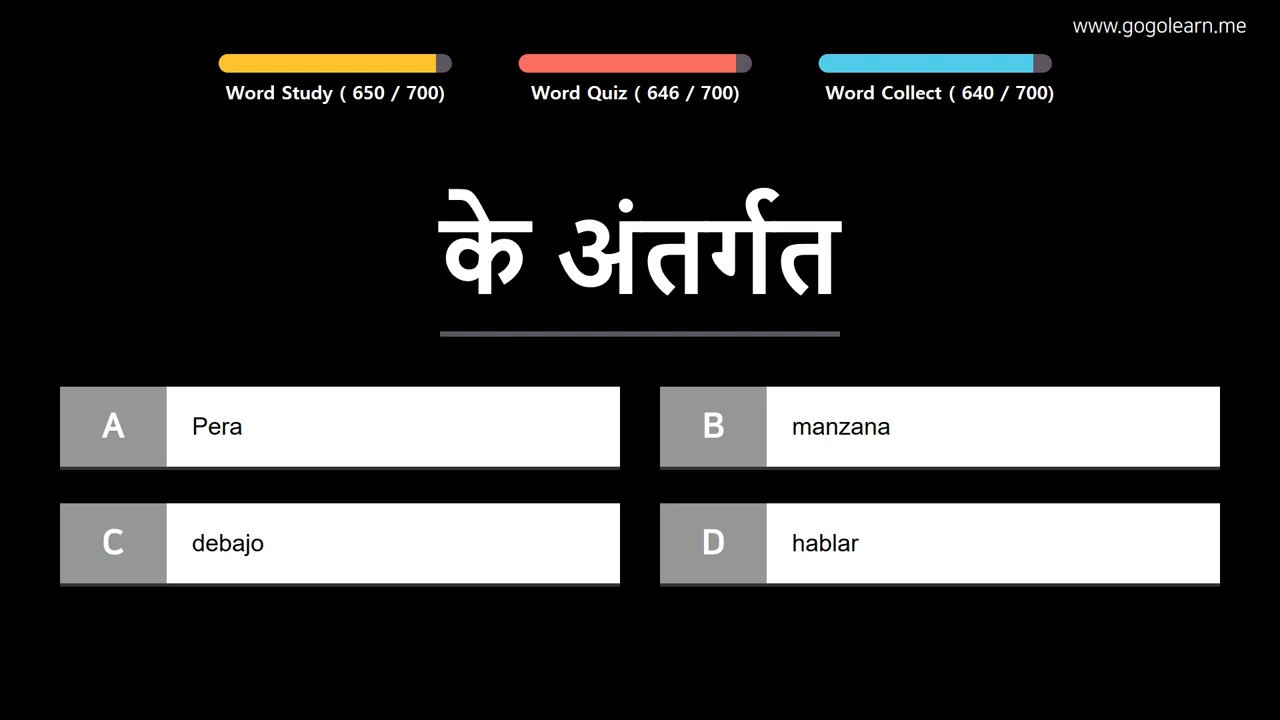 www.gogolearn.me
Word Study ( 650 / 700)
Word Quiz ( 646 / 700)
Word Collect ( 640 / 700)
के अंतर्गत
A Pera
B manzana
C debajo
D hablar